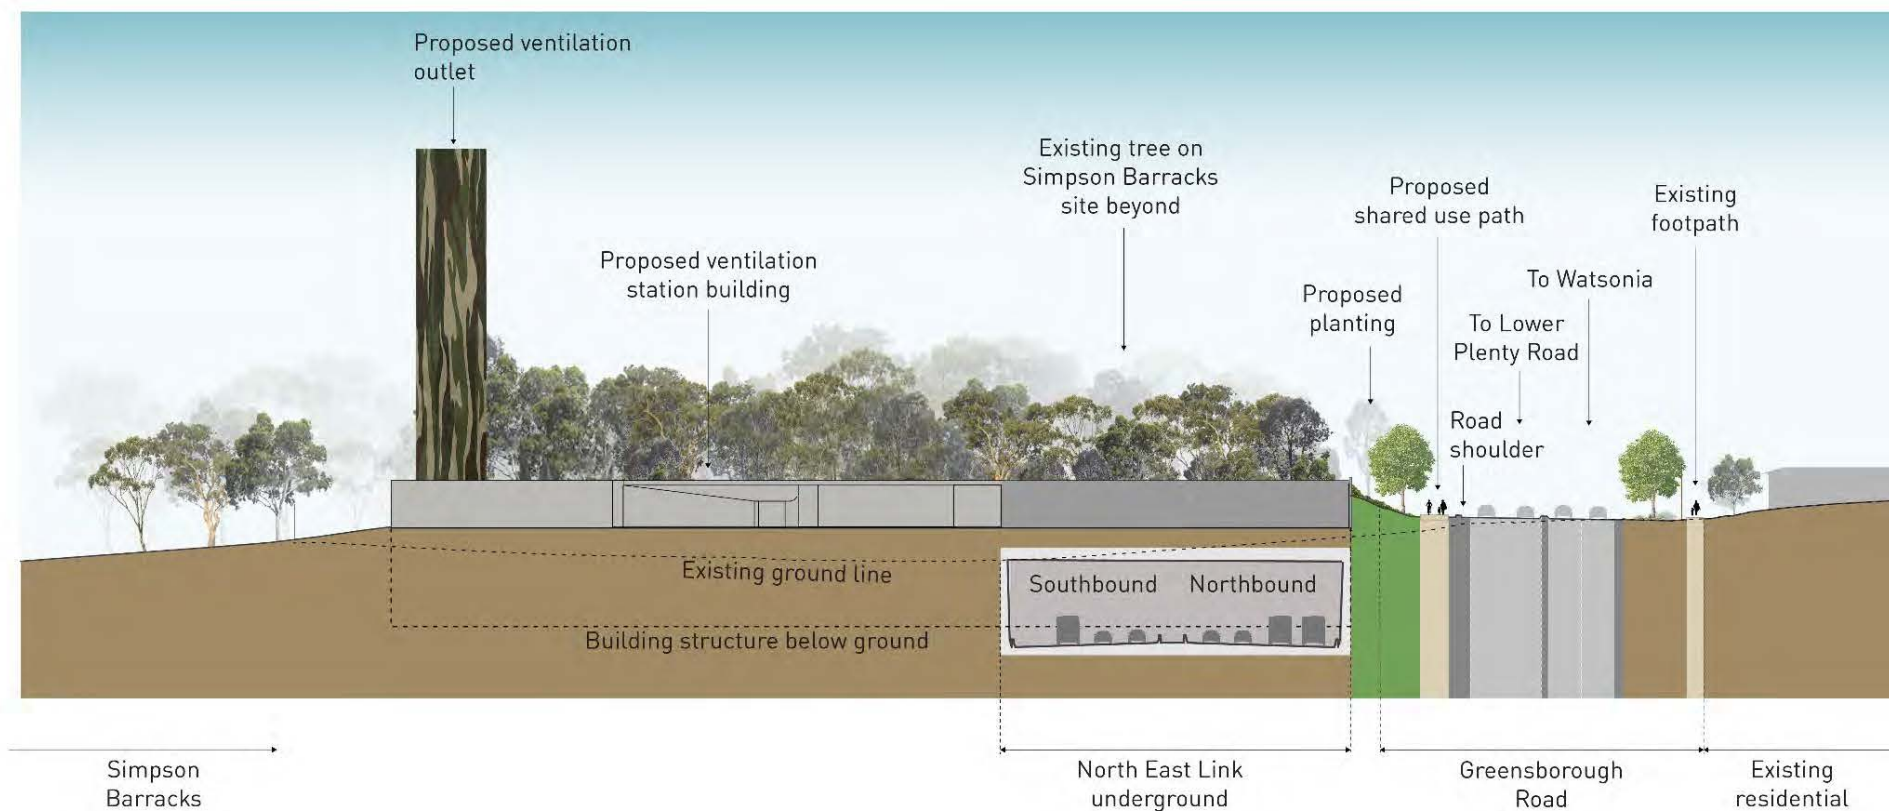 Proposed ventilation
outlet
Existing tree on
Simpson Barracks
site beyond
Proposed
shared use path
Existing
footpath
Proposed ventilation
station building
To Watsonia
Proposed
planting
To Lower
Plenty Road
Road
shoulder
Existing ground line
Southbound
Northbound
Building structure below ground
Simpson
Barracks
North East Link
underground
Greensborough
Road
Existing
residential